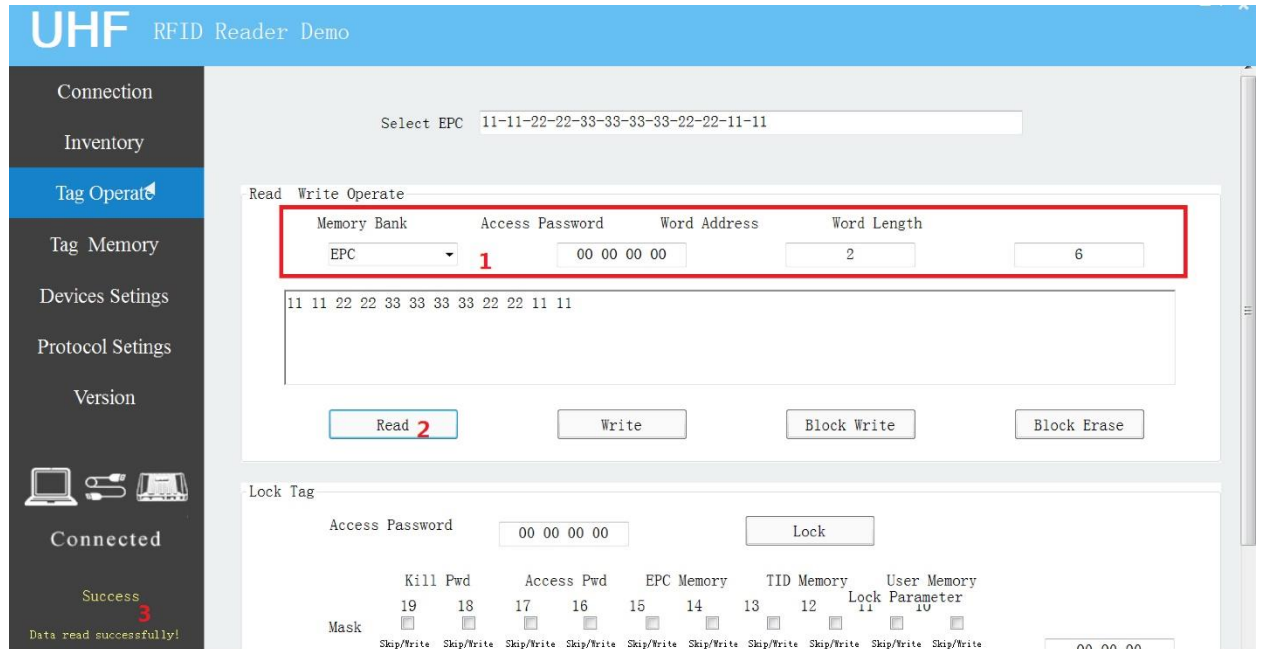 UHF RFID Reader Demo
Connection
Inventory
Tag Operate
Tag Memory
Devices Setings
Protocol Setings
Version
Connected
Success
3
Data read successfully!
Select EPC 11-11-22-22-33-33-33-33-22-22-11-11
Read Write Operate
Memory Bank Access Password Word Address Word Length
EPC 1 00 00 00 00 2 6
11 11 22 22 33 33 33 33 22 22 11 11
Read 2 Write Block Write Block Erase
Lock Tag
Access Password 00 00 00 00 Lock
Kill Pwd Access Pwd EPC Memory TID Memory User Memory
Lock Parameter
19 18 17 16 15 14 13 12 11 10
Mask
Skip/Write Skip/Write Skip/Write Skip/Write Skip/Write Skip/Write Skip/Write Skip/Write Skip/Write Skip/Write
00 00 00